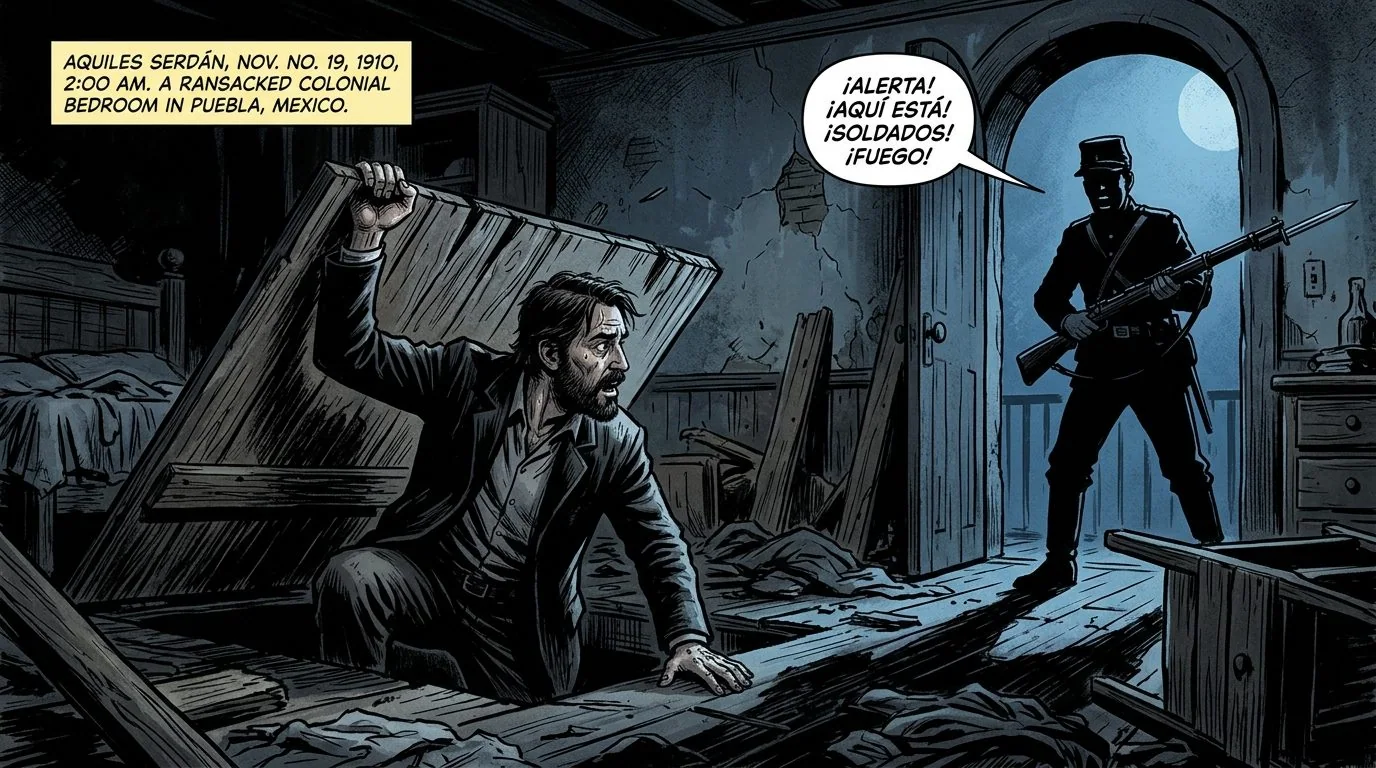 AQUILES SERDÁN, NOV. NO. 19, 1910,
2:00 AM. A RANSACKED COLONIAL
BEDROOM IN PUEBLA, MEXICO.
¡ALERTA!
¡AQUÍ ESTÁ!
¡SOLDADOS!
¡FUEGO!